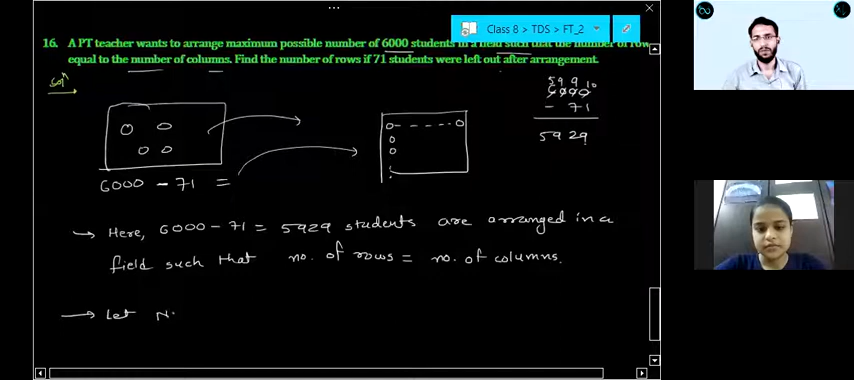 Class 8 > TDS > FT_2
16. A PT teacher wants to arrange maximum possible number of 6000 students in a field such that the number of row
equal to the number of columns. Find the number of rows if 71 students were left out after arrangement.
Solⁿ
5 9 9 10
6000
- 71
5929
6000 - 71 =
→ Here, 6000 - 71 = 5929 students are arranged in a
field such that no. of rows = no. of columns.
→ Let N.